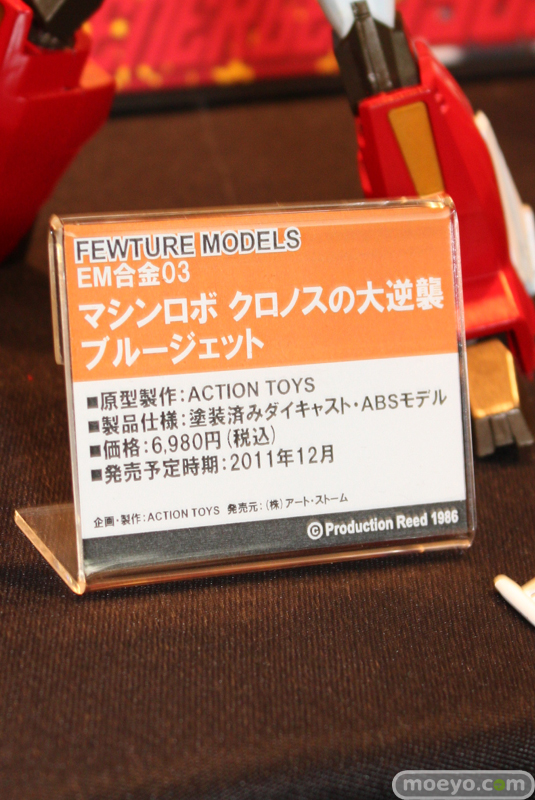 FEWTURE MODELS
EM合金03
マシンロボ クロノスの大逆襲
ブルージェット
■原型製作:ACTION TOYS
■製品仕様:塗装済みダイキャスト・ABSモデル
■価格:6,980円(税込)
■発売予定時期:2011年12月
企画・製作:ACTION TOYS 発売元:(株)アート・ストーム
©Production Reed 1986
moeyo.com